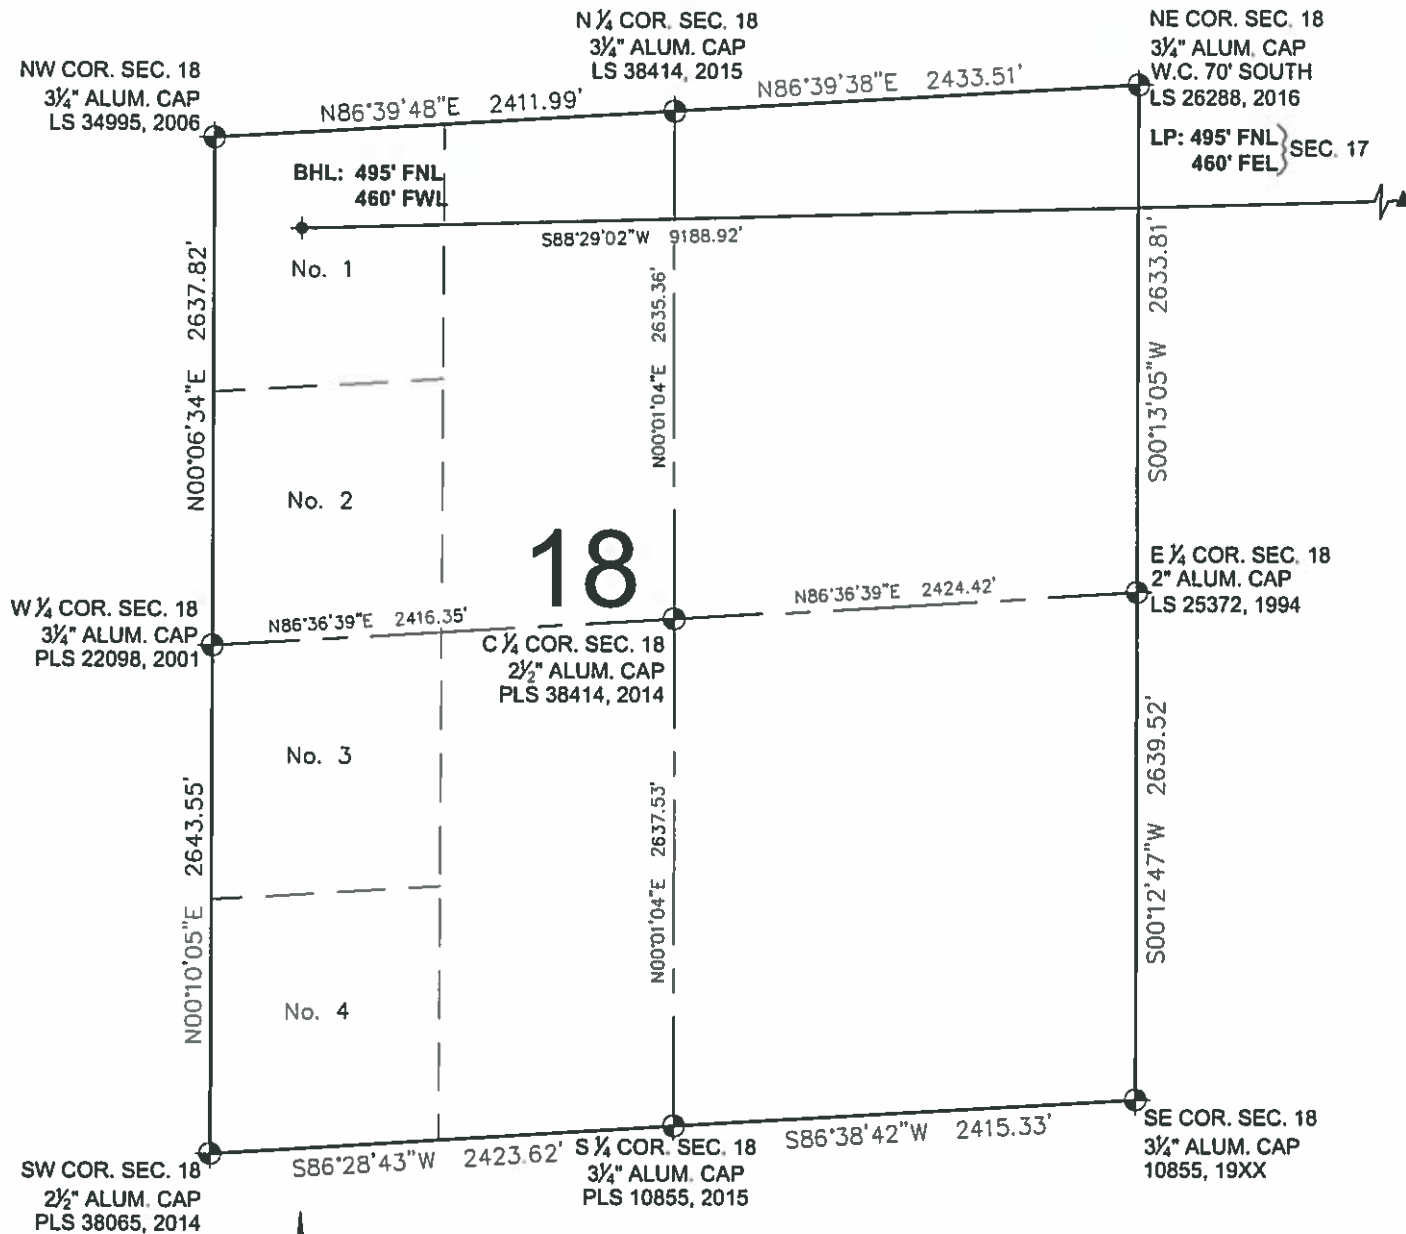 N ¼ COR. SEC. 18
3¼" ALUM. CAP
LS 38414, 2015
NE COR. SEC. 18
3¼" ALUM. CAP
W.C. 70' SOUTH
LS 26288, 2016
NW COR. SEC. 18
3¼" ALUM. CAP
LS 34995, 2006
N86°39'48"E 2411.99'
N86°39'38"E 2433.51'
LP: 495' FNL
460' FEL
SEC. 17
BHL: 495' FNL
460' FWL
S88°29'02"W 9188.92'
No. 1
N00°06'34"E 2637.82'
N00°01'04"E 2635.36'
S00°13'05"W 2633.81'
No. 2
18
E ¼ COR. SEC. 18
2" ALUM. CAP
LS 25372, 1994
N86°36'39"E 2424.42'
W ¼ COR. SEC. 18
3¼" ALUM. CAP
PLS 22098, 2001
N86°36'39"E 2416.35'
C ¼ COR. SEC. 18
2½" ALUM. CAP
PLS 38414, 2014
No. 3
N00°10'05"E 2643.55'
N00°01'04"E 2637.53'
S00°12'47"W 2639.52'
No. 4
SW COR. SEC. 18
2½" ALUM. CAP
PLS 38065, 2014
S86°28'43"W 2423.62'
S ¼ COR. SEC. 18
3¼" ALUM. CAP
PLS 10855, 2015
S86°38'42"W 2415.33'
SE COR. SEC. 18
3¼" ALUM. CAP
10855, 19XX